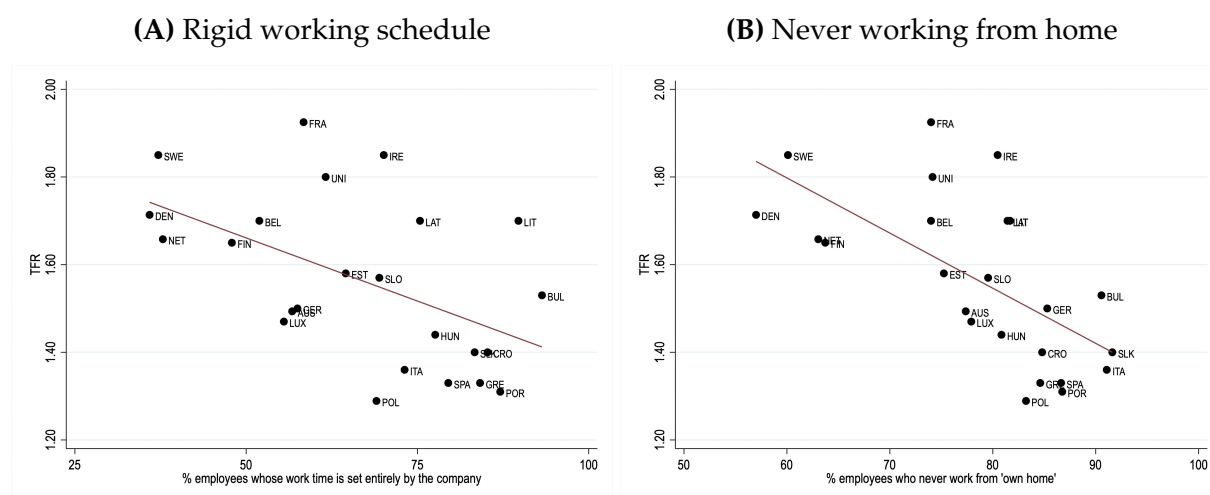 (A) Rigid working schedule
2.00
1.80
1.60
1.40
1.20
TFR
FRA
SWE
IRE
UNI
DEN
BEL
LAT
LIT
NET
FIN
EST
SLO
BUL
GER
AUS
LUX
HUN
SLK
CRO
ITA
SPA
GRE
POR
POL
25
50
75
100
% employees whose work time is set entirely by the company
(B) Never working from home
2.00
1.80
1.60
1.40
1.20
TFR
FRA
SWE
IRE
UNI
DEN
BEL
LAT
NET
FIN
EST
SLO
BUL
AUS
GER
LUX
HUN
CRO
SLK
ITA
GRE
SPA
POR
POL
50
60
70
80
90
100
% employees who never work from 'own home'